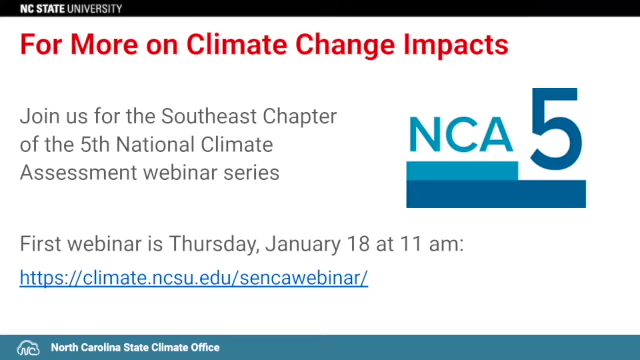 NC STATE UNIVERSITY
For More on Climate Change Impacts
Join us for the Southeast Chapter
of the 5th National Climate
Assessment webinar series
NCA 5
First webinar is Thursday, January 18 at 11 am:
https://climate.ncsu.edu/sencawebinar/
NC North Carolina State Climate Office